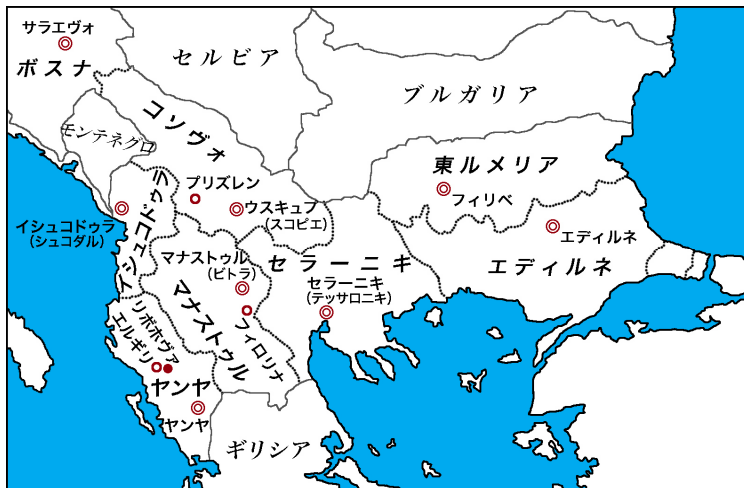 サラエヴォ
ボスナ
セルビア
ブルガリア
コソヴォ
モンテネグロ
東ルメリア
プリズレン
フィリベ
ウスキュプ
(スコピエ)
イシュコドゥラ
(シュコダル)
イシュコドゥラ
エディルネ
エディルネ
マナストゥル
(ビトラ)
セラーニキ
セラーニキ
(テッサロニキ)
マナストゥル
フィロリナ
リボホヴァ
エルギリ
ヤンヤ
ヤンヤ
ギリシア